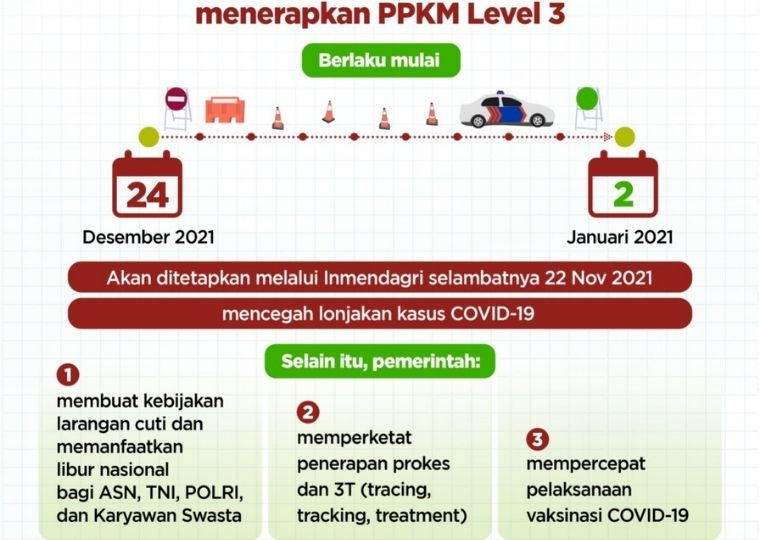 menerapkan PPKM Level 3
Berlaku mulai
24
Desember 2021
2
Januari 2021
Akan ditetapkan melalui Inmendagri selambatnya 22 Nov 2021
mencegah lonjakan kasus COVID-19
Selain itu, pemerintah:
1
membuat kebijakan
larangan cuti dan
memanfaatkan
libur nasional
bagi ASN, TNI, POLRI,
dan Karyawan Swasta
2
memperketat
penerapan prokes
dan 3T (tracing,
tracking, treatment)
3
mempercepat
pelaksanaan
vaksinasi COVID-19